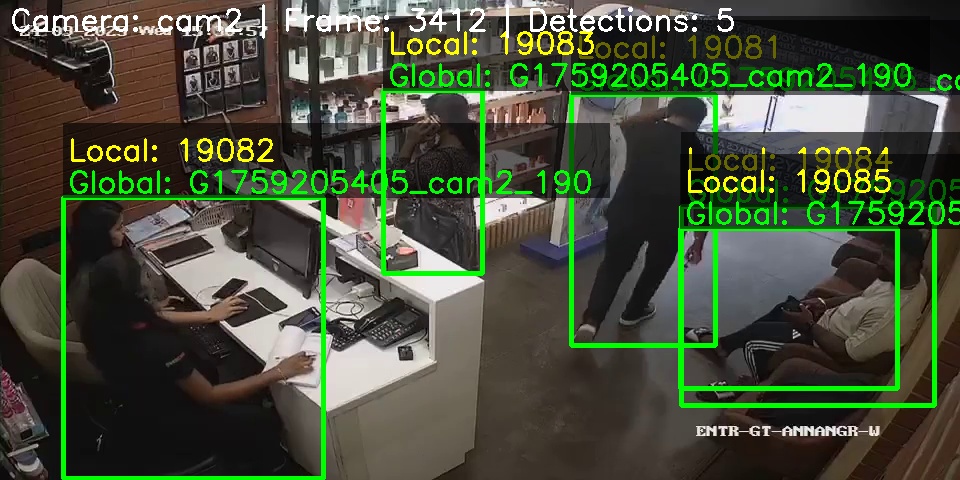 Camera: cam2 | Frame: 3412 | Detections: 5
Local: 19083
Local: 19081
Global: G1759205405_cam2_190
Local: 19082
Global: G1759205405_cam2_190
Local: 19084
Local: 19085
Global: G1759205
ENTR-GT-ANNANGR-W